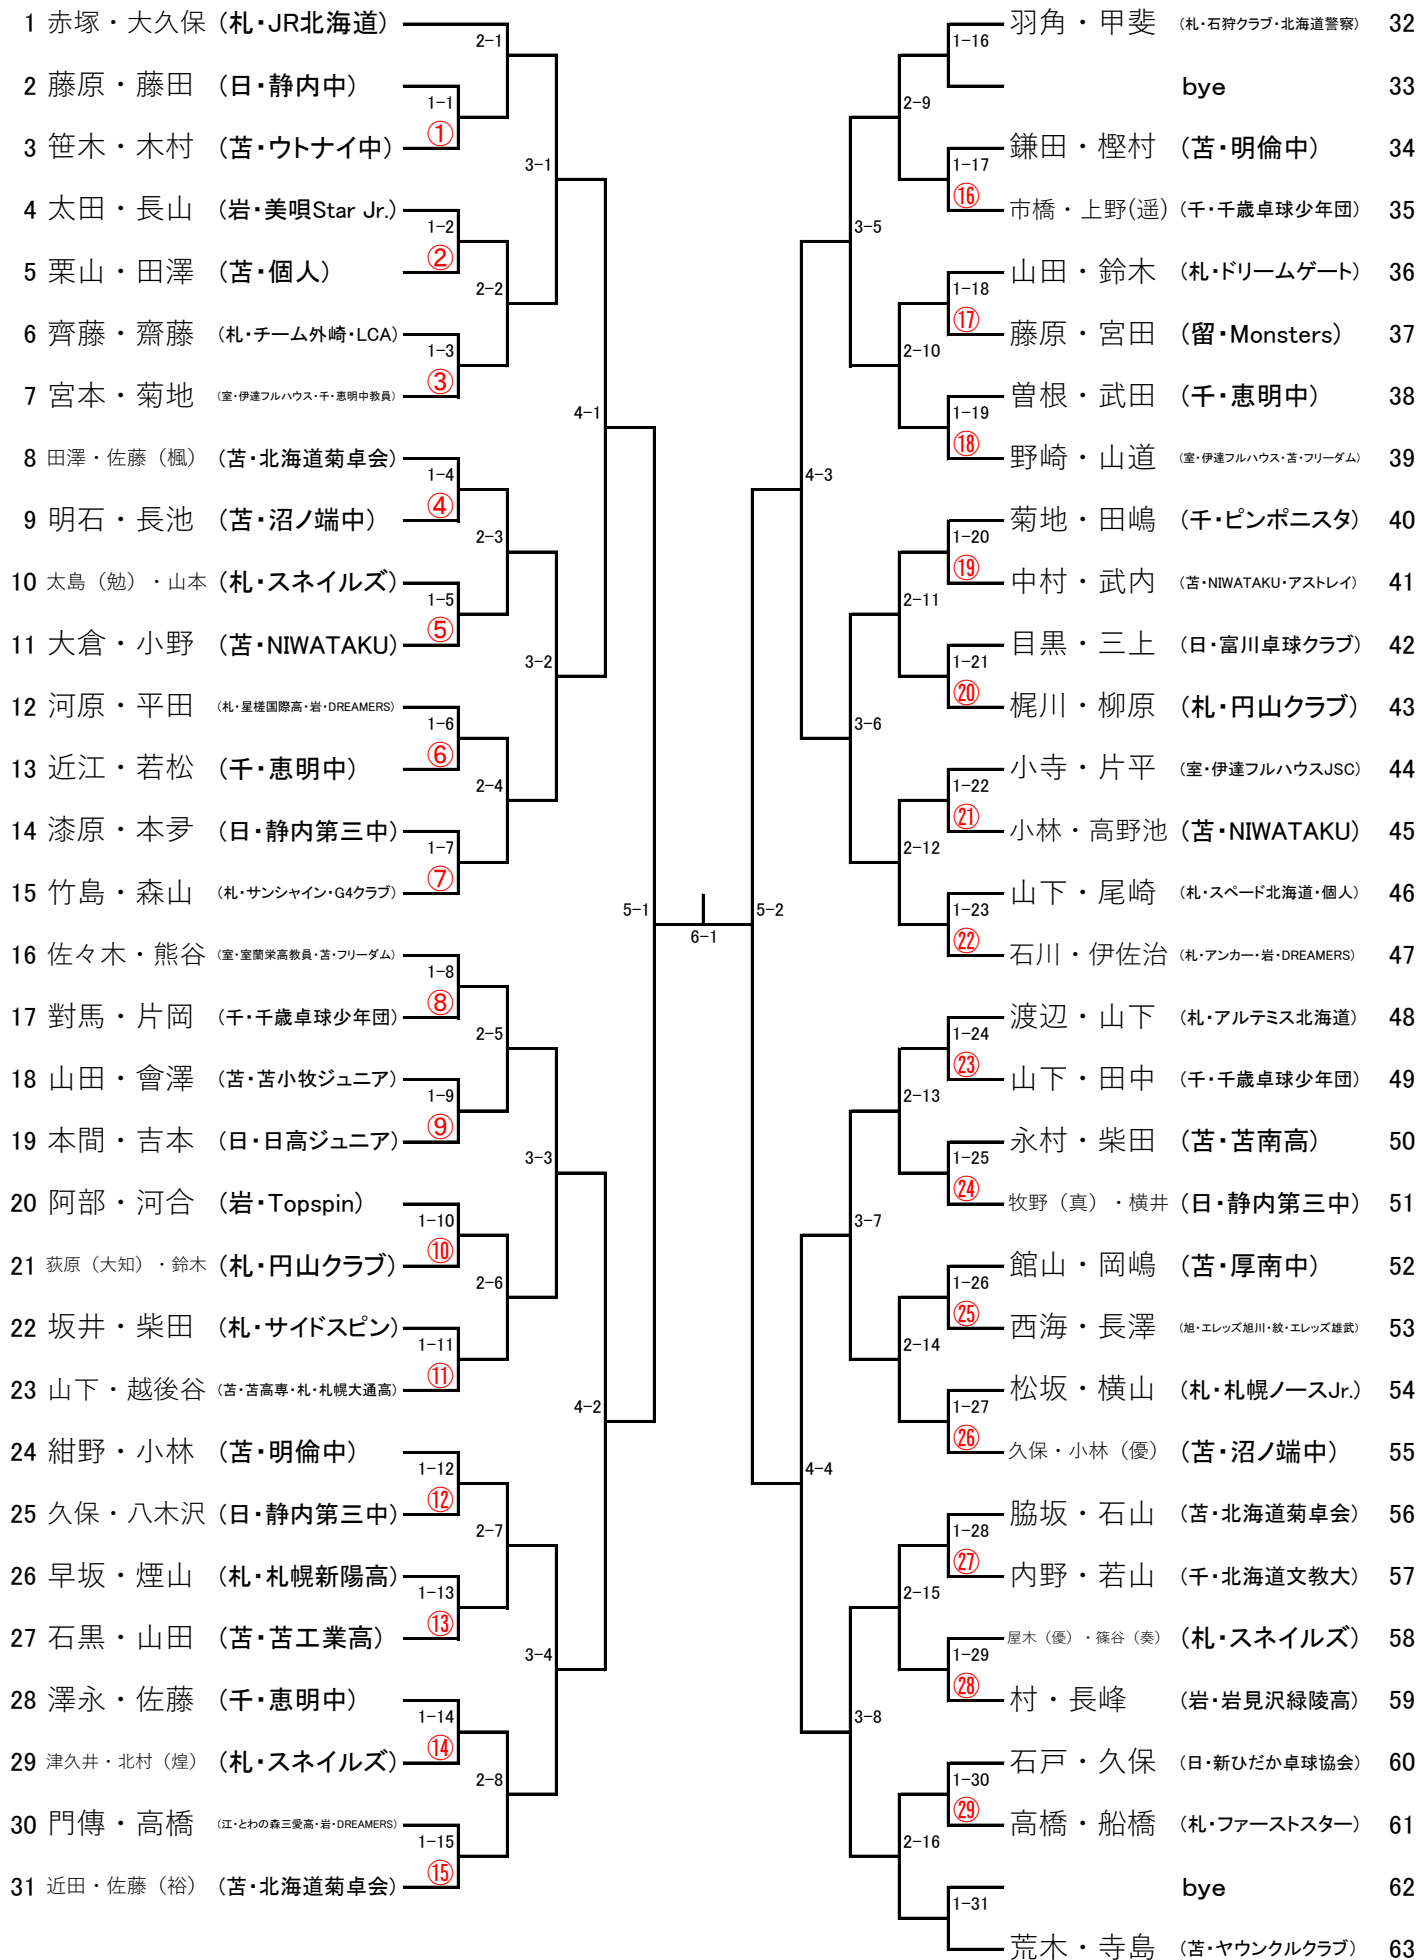 1 赤塚・大久保 (札・JR北海道)
2 藤原・藤田 (日・静内中)
3 笹木・木村 (苫・ウトナイ中)
4 太田・長山 (岩・美唄Star Jr.)
5 栗山・田澤 (苫・個人)
6 齊藤・齋藤 (札・チーム外崎・LCA)
7 宮本・菊地 (室・伊達フルハウス・千・恵明中教員)
8 田澤・佐藤（楓） (苫・北海道菊卓会)
9 明石・長池 (苫・沼ノ端中)
10 太島（勉）・山本 (札・スネイルズ)
11 大倉・小野 (苫・NIWATAKU)
12 河原・平田 (札・星槎国際高・岩・DREAMERS)
13 近江・若松 (千・恵明中)
14 漆原・本夛 (日・静内第三中)
15 竹島・森山 (札・サンシャイン・G4クラブ)
16 佐々木・熊谷 (室・室蘭栄高教員・苫・フリーダム)
17 對馬・片岡 (千・千歳卓球少年団)
18 山田・會澤 (苫・苫小牧ジュニア)
19 本間・吉本 (日・日高ジュニア)
20 阿部・河合 (岩・Topspin)
21 荻原（大知）・鈴木 (札・円山クラブ)
22 坂井・柴田 (札・サイドスピン)
23 山下・越後谷 (苫・苫高専・札・札幌大通高)
24 紺野・小林 (苫・明倫中)
25 久保・八木沢 (日・静内第三中)
26 早坂・煙山 (札・札幌新陽高)
27 石黒・山田 (苫・苫工業高)
28 澤永・佐藤 (千・恵明中)
29 津久井・北村（煌） (札・スネイルズ)
30 門傳・高橋 (江・とわの森三愛高・岩・DREAMERS)
31 近田・佐藤（裕） (苫・北海道菊卓会)
2-1
1-1
①
3-1
1-2
②
2-2
1-3
③
4-1
1-4
④
2-3
1-5
⑤
3-2
1-6
⑥
2-4
1-7
⑦
5-1
1-8
⑧
2-5
1-9
⑨
3-3
1-10
⑩
2-6
1-11
⑪
4-2
1-12
⑫
2-7
1-13
⑬
3-4
1-14
⑭
2-8
1-15
⑮
6-1
5-2
1-16
2-9
1-17
⑯
3-5
1-18
⑰
2-10
1-19
⑱
4-3
1-20
⑲
2-11
1-21
⑳
3-6
1-22
㉑
2-12
1-23
㉒
1-24
㉓
2-13
1-25
㉔
3-7
1-26
㉕
2-14
1-27
㉖
4-4
1-28
㉗
2-15
1-29
㉘
3-8
1-30
㉙
2-16
1-31
羽角・甲斐 (札・石狩クラブ・北海道警察) 32
bye 33
鎌田・樫村 (苫・明倫中) 34
市橋・上野(遥) (千・千歳卓球少年団) 35
山田・鈴木 (札・ドリームゲート) 36
藤原・宮田 (留・Monsters) 37
曽根・武田 (千・恵明中) 38
野崎・山道 (室・伊達フルハウス・苫・フリーダム) 39
菊地・田嶋 (千・ピンポニスタ) 40
中村・武内 (苫・NIWATAKU・アストレイ) 41
目黒・三上 (日・富川卓球クラブ) 42
梶川・柳原 (札・円山クラブ) 43
小寺・片平 (室・伊達フルハウスJSC) 44
小林・高野池 (苫・NIWATAKU) 45
山下・尾崎 (札・スペード北海道・個人) 46
石川・伊佐治 (札・アンカー・岩・DREAMERS) 47
渡辺・山下 (札・アルテミス北海道) 48
山下・田中 (千・千歳卓球少年団) 49
永村・柴田 (苫・苫南高) 50
牧野（真）・横井 (日・静内第三中) 51
館山・岡嶋 (苫・厚南中) 52
西海・長澤 (旭・エレッズ旭川・紋・エレッズ雄武) 53
松坂・横山 (札・札幌ノースJr.) 54
久保・小林（優） (苫・沼ノ端中) 55
脇坂・石山 (苫・北海道菊卓会) 56
内野・若山 (千・北海道文教大) 57
屋木（優）・篠谷（奏） (札・スネイルズ) 58
村・長峰 (岩・岩見沢緑陵高) 59
石戸・久保 (日・新ひだか卓球協会) 60
高橋・船橋 (札・ファーストスター) 61
bye 62
荒木・寺島 (苫・ヤウンクルクラブ) 63